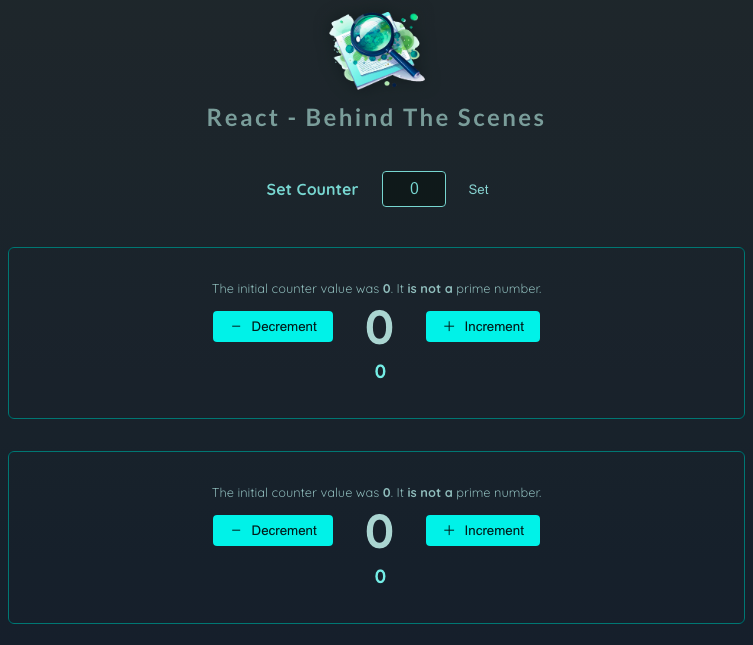 React - Behind The Scenes
Set Counter 0 Set
The initial counter value was 0. It is not a prime number.
− Decrement 0 + Increment
0
The initial counter value was 0. It is not a prime number.
− Decrement 0 + Increment
0